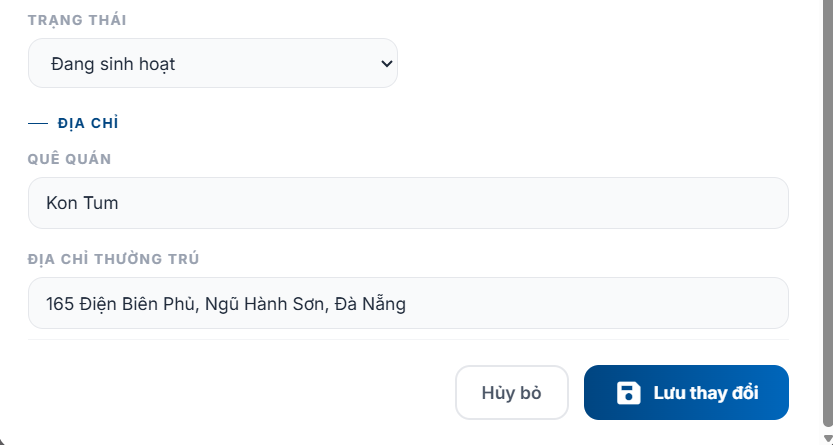 TRẠNG THÁI
Đang sinh hoạt
ĐỊA CHỈ
QUÊ QUÁN
Kon Tum
ĐỊA CHỈ THƯỜNG TRÚ
165 Điện Biên Phủ, Ngũ Hành Sơn, Đà Nẵng
Hủy bỏ
Lưu thay đổi